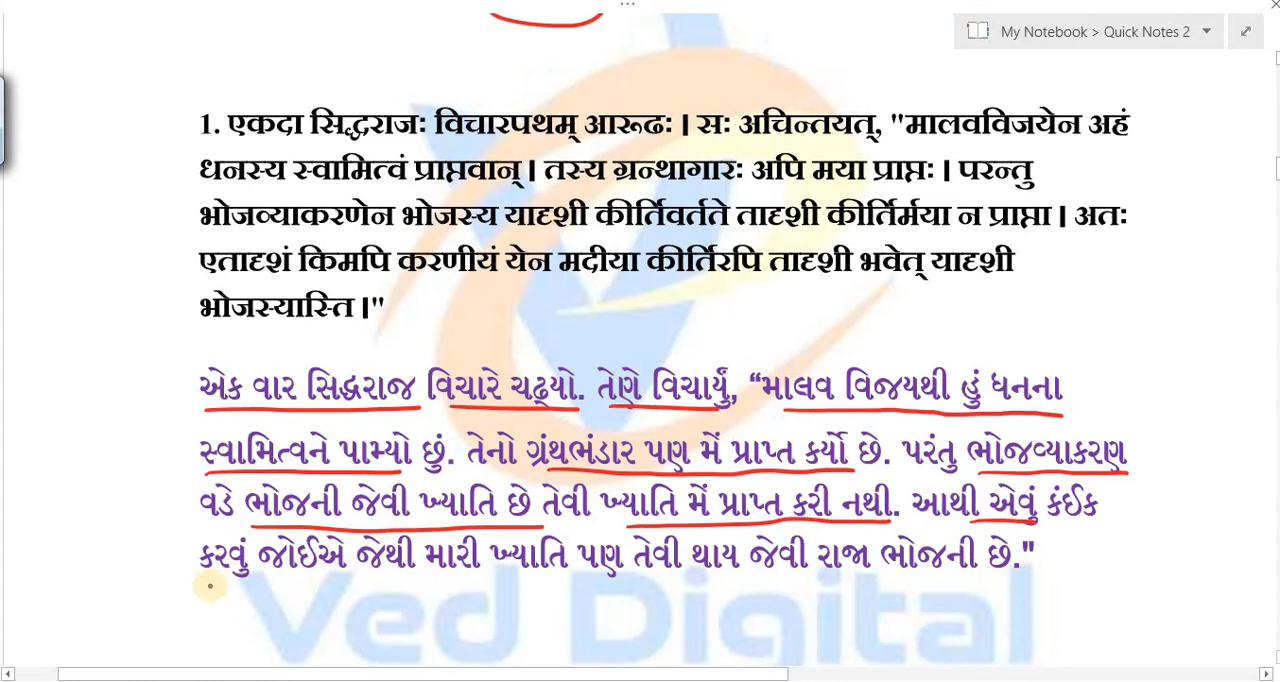 ...
My Notebook > Quick Notes 2
1. एकदा सिद्धराजः विचारपथम् आरूढः । सः अचिन्तयत्, "मालवविजयेन अहं
धनस्य स्वामित्वं प्राप्तवान् । तस्य ग्रन्थागारः अपि मया प्राप्तः । परन्तु
भोजव्याकरणेन भोजस्य यादृशी कीर्तिवर्तते तादृशी कीर्तिर्मया न प्राप्ता । अतः
एतादृशं किमपि करणीयं येन मदीया कीर्तिरपि तादृशी भवेत् यादृशी
भोजस्यास्ति ।"
એક વાર સિદ્ધરાજ વિચારે ચઢ્યો. તેણે વિચાર્યું, “માલવ વિજયથી હું ધનના
સ્વામિત્વને પામ્યો છું. તેનો ગ્રંથભંડાર પણ મેં પ્રાપ્ત કર્યો છે. પરંતુ ભોજવ્યાકરણ
વડે ભોજની જેવી ખ્યાતિ છે તેવી ખ્યાતિ મેં પ્રાપ્ત કરી નથી. આથી એવું કંઈક
કરવું જોઈએ જેથી મારી ખ્યાતિ પણ તેવી થાય જેવી રાજા ભોજની છે."
Ved Digital